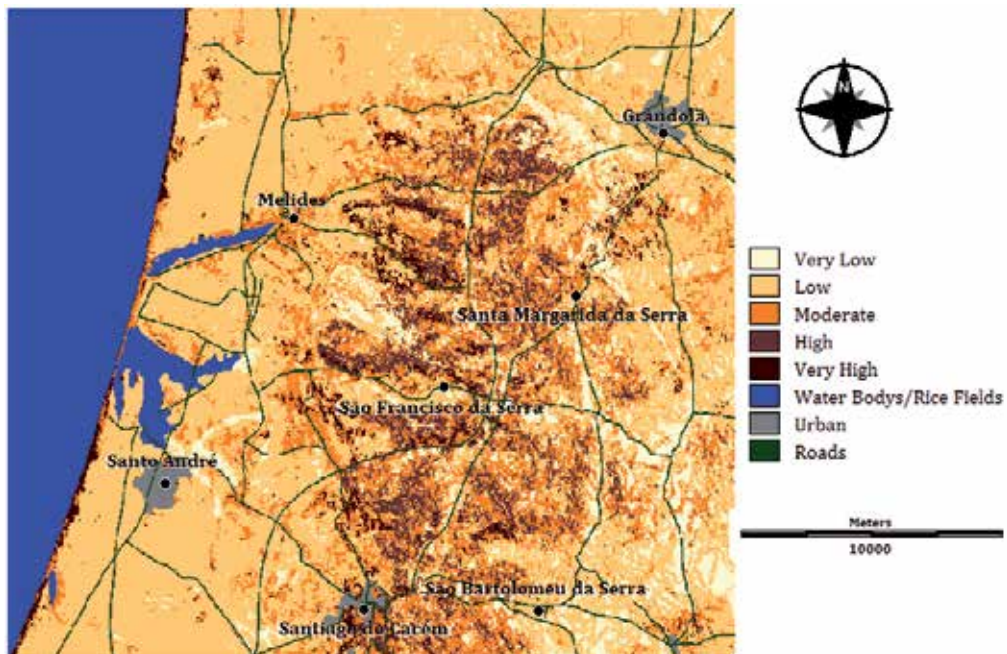 N
Grândola
Melides
Santa Margarida da Serra
São Francisco da Serra
Santo André
São Bartolomeu da Serra
Santiago do Cacém
Very Low
Low
Moderate
High
Very High
Water Bodys/Rice Fields
Urban
Roads
Meters
10000